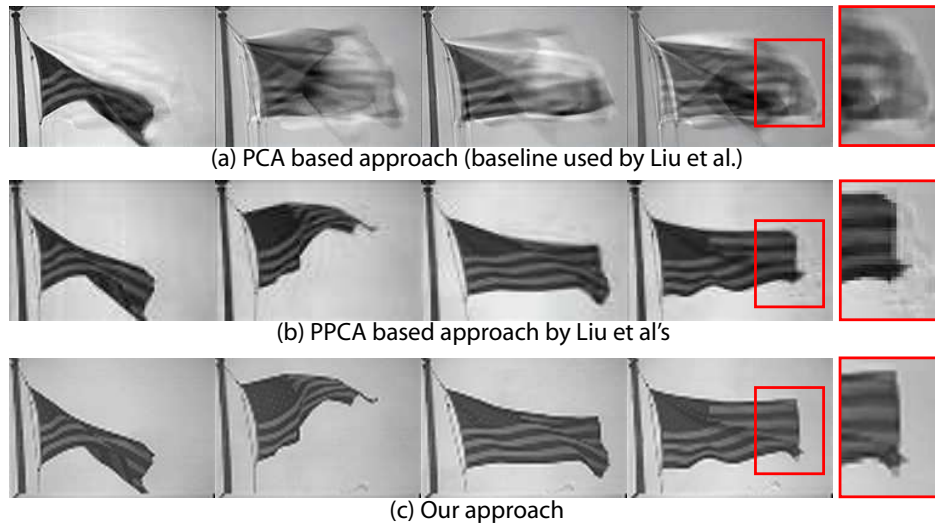 (a) PCA based approach (baseline used by Liu et al.)
(b) PPCA based approach by Liu et al's
(c) Our approach